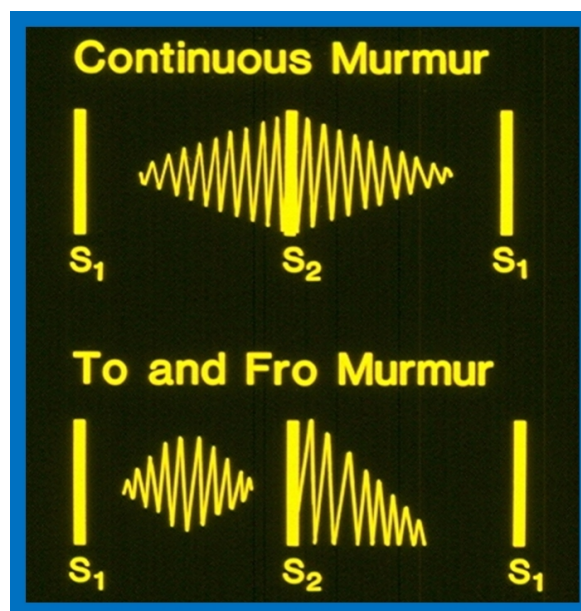 Continuous Murmur
S₁ S₂ S₁
To and Fro Murmur
S₁ S₂ S₁